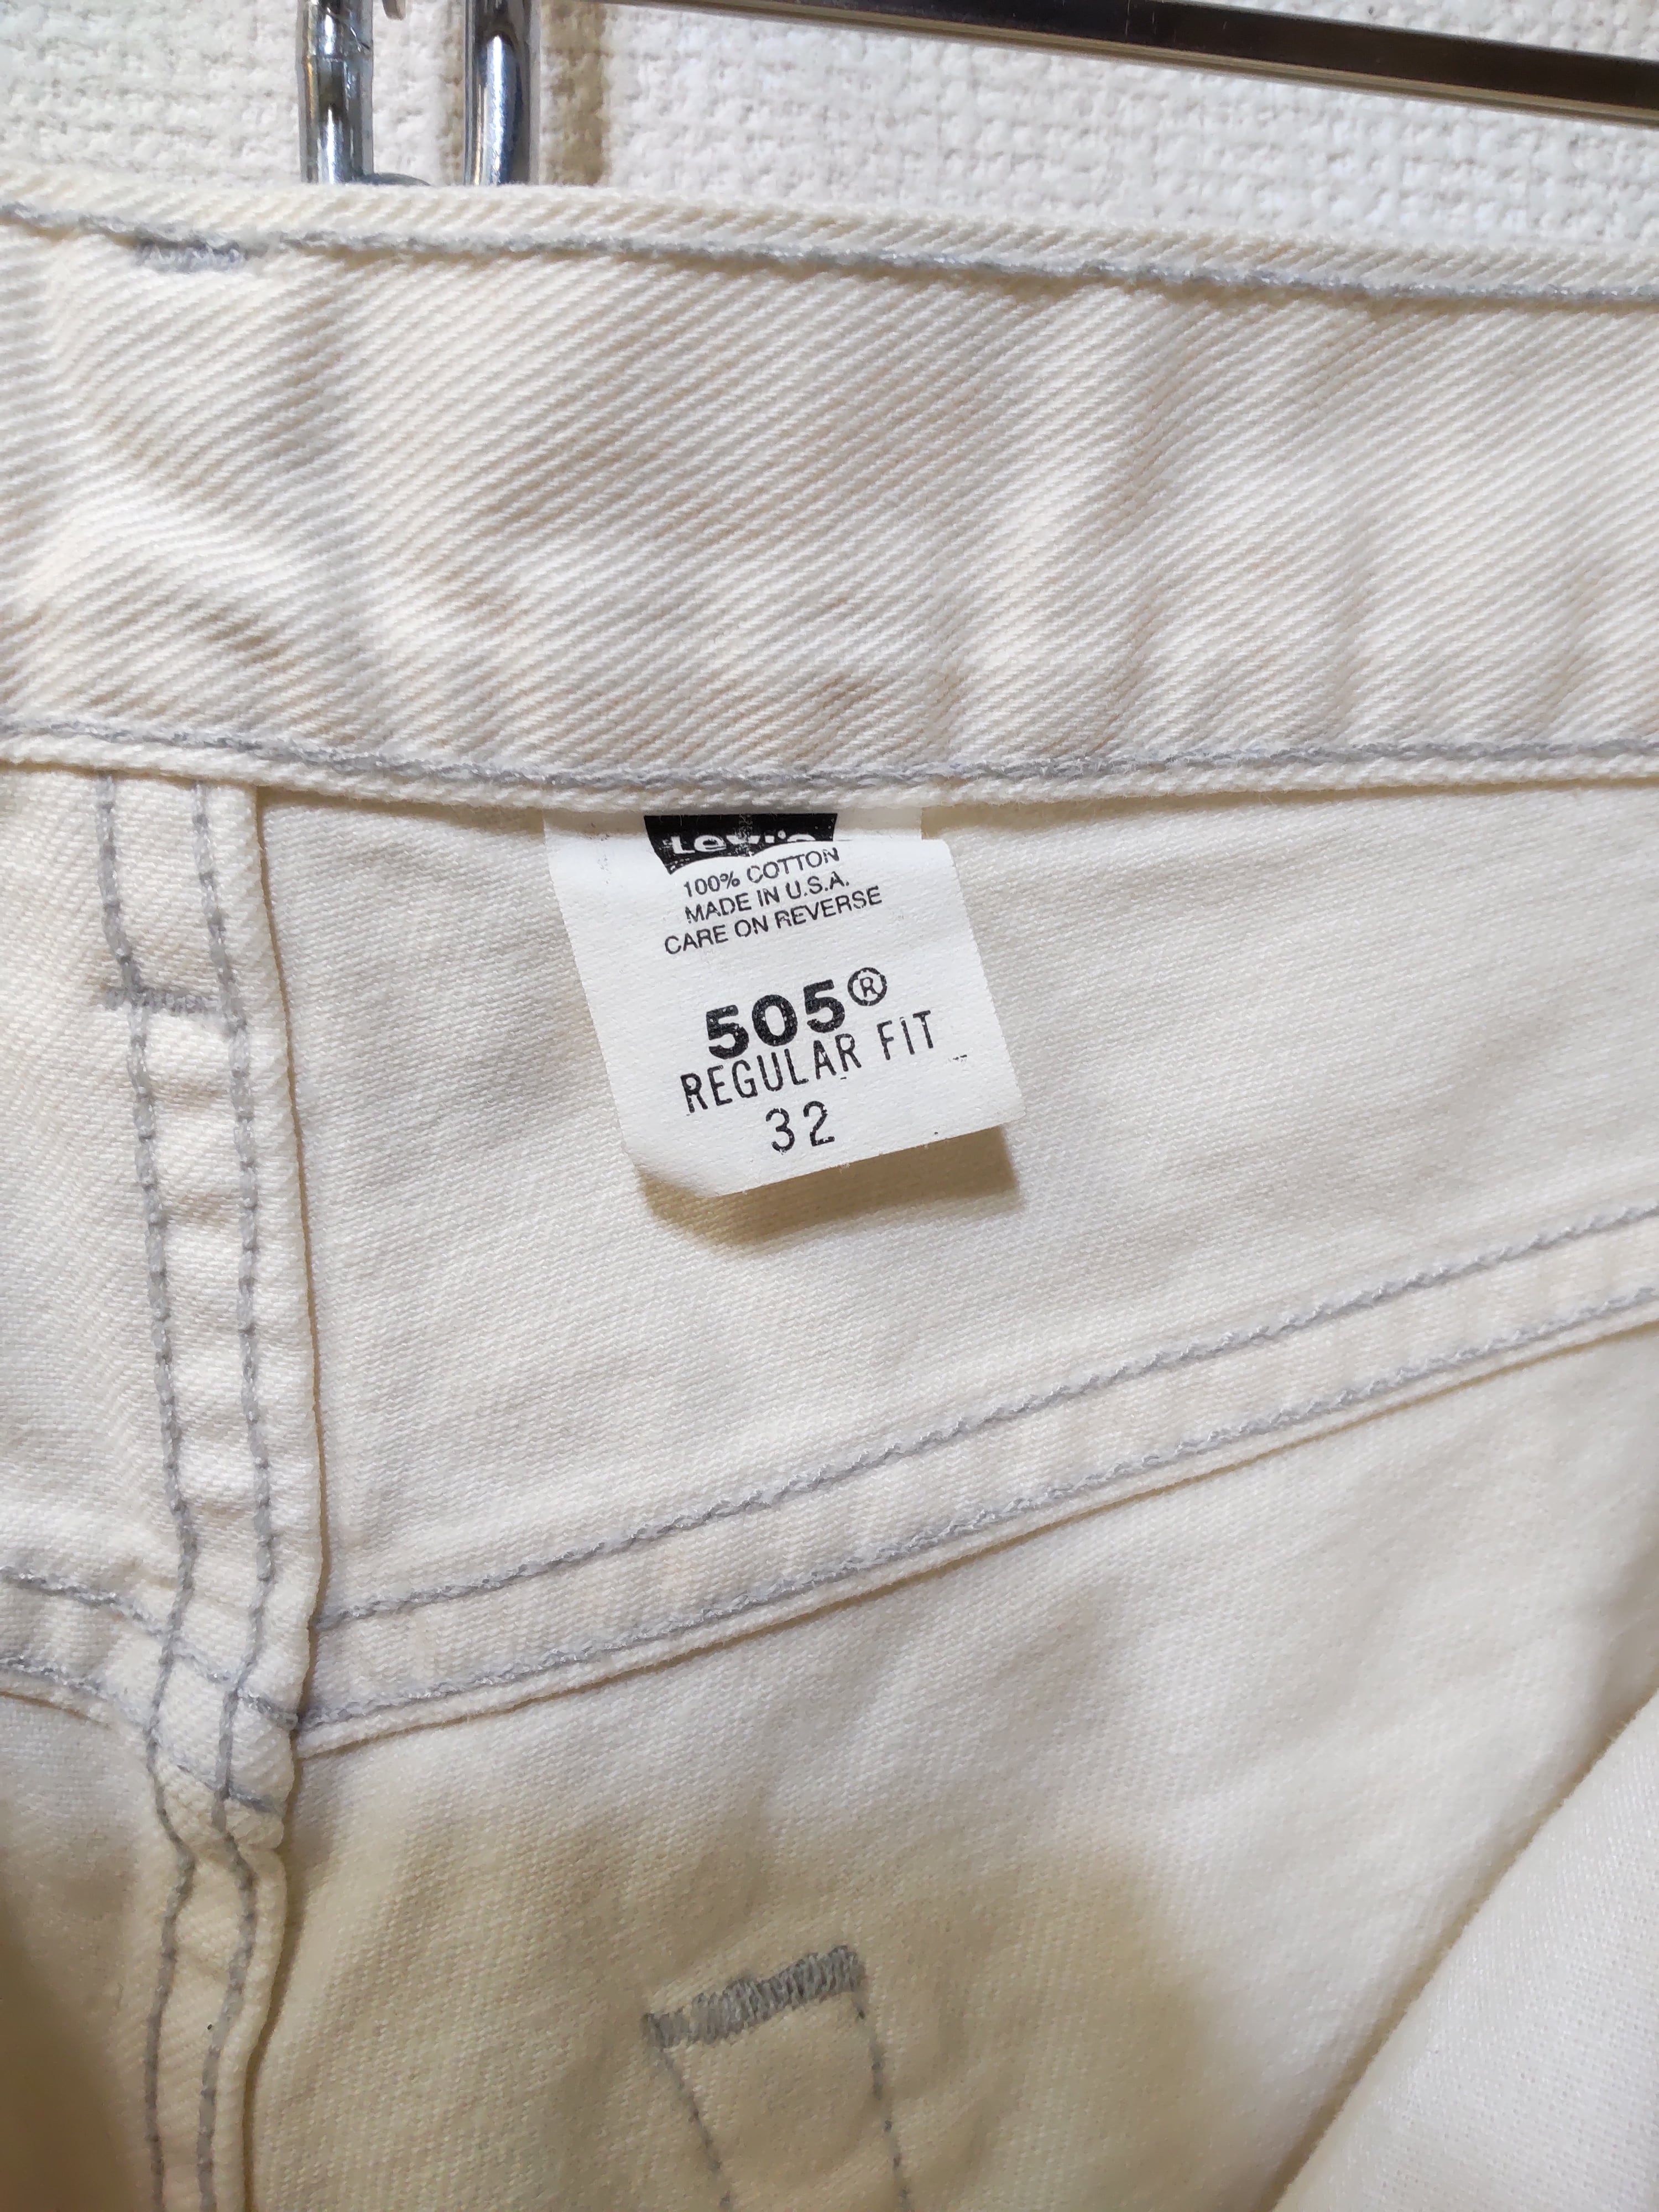 Levi's
100% COTTON
MADE IN U.S.A.
CARE ON REVERSE
505®
REGULAR FIT
32